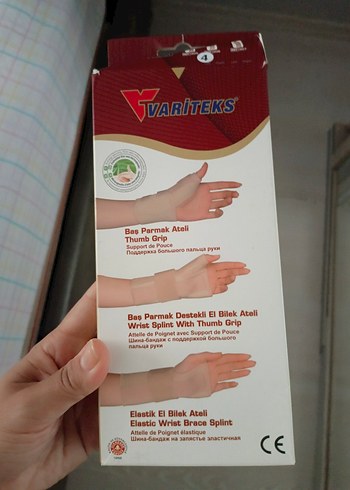 4
VARİTEKS®
Baş Parmak Ateli
Thumb Grip
Support de Pouce
Поддержка большого пальца руки
Baş Parmak Destekli El Bilek Ateli
Wrist Splint With Thumb Grip
Attelle de Poignet avec Support de Pouce
Шина-бандаж с поддержкой большого
пальца руки
Elastik El Bilek Ateli
Elastic Wrist Brace Splint
Attelle de Poignet élastique
Шина-бандаж на запястье эластичная
CE